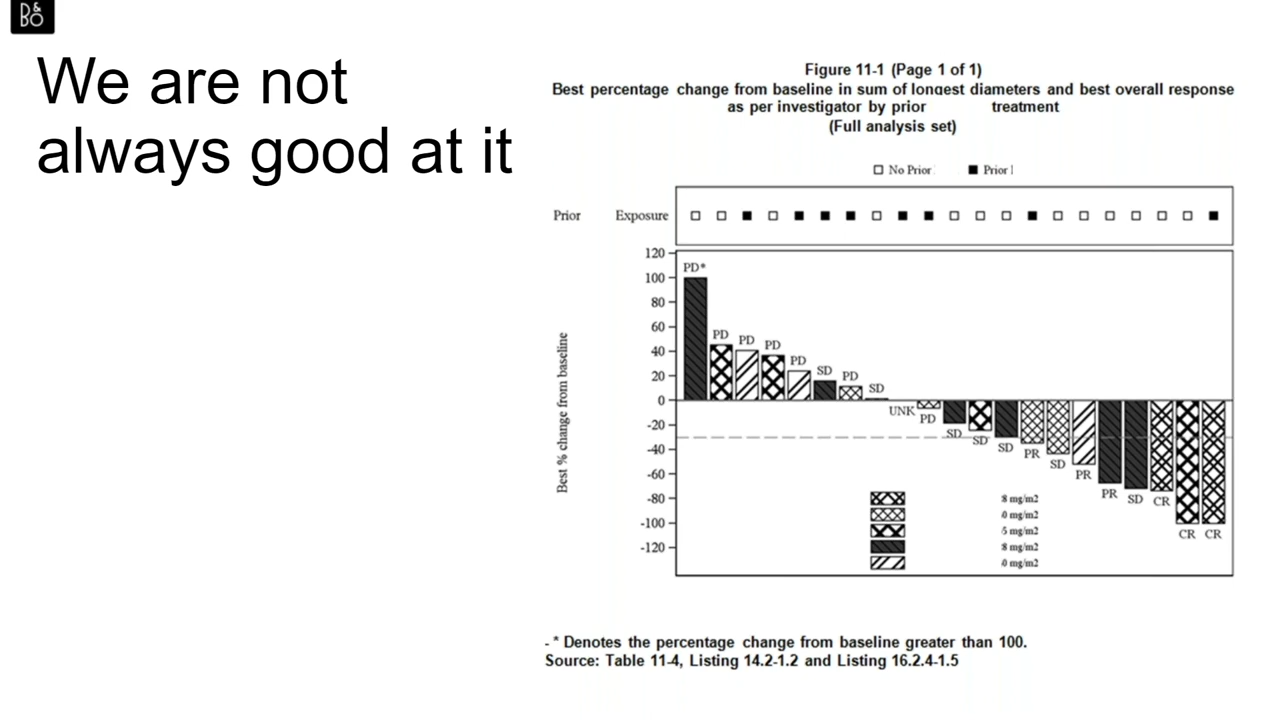 B&O
We are not
always good at it
Figure 11-1 (Page 1 of 1)
Best percentage change from baseline in sum of longest diameters and best overall response
as per investigator by prior treatment
(Full analysis set)
No Prior Prior
Prior Exposure
120
100
80
60
40
20
0
-20
-40
-60
-80
-100
-120
Best % change from baseline
PD*
PD
PD
PD
PD
SD
PD
SD
UNK
PD
SD
SD
SD
PR
SD
PR
PR
SD
CR
CR
CR
8 mg/m2
0 mg/m2
5 mg/m2
8 mg/m2
0 mg/m2
- * Denotes the percentage change from baseline greater than 100.
Source: Table 11-4, Listing 14.2-1.2 and Listing 16.2.4-1.5